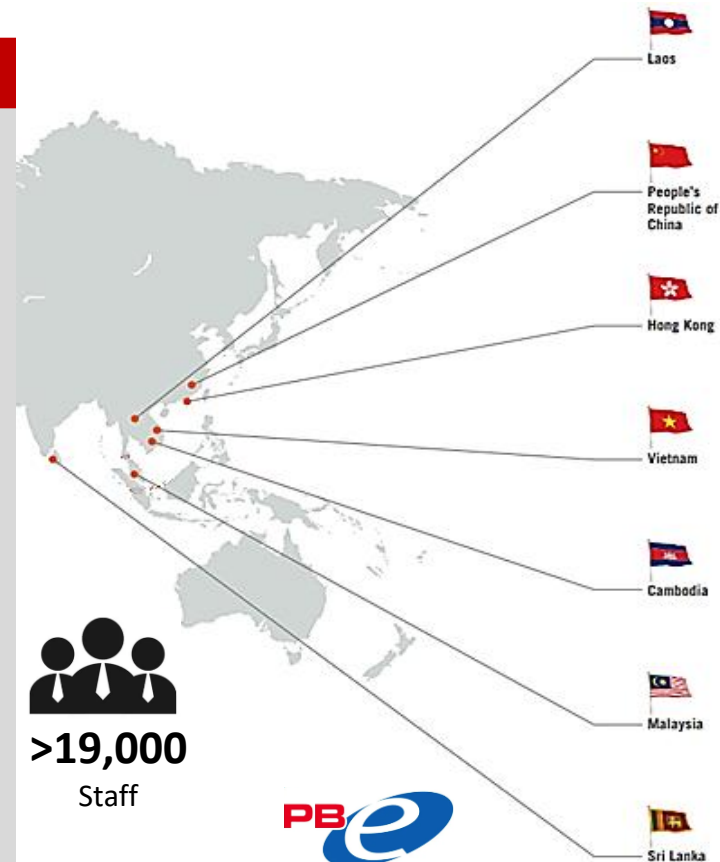 Laos
People's
Republic of
China
Hong Kong
Vietnam
Cambodia
Malaysia
Sri Lanka
>19,000
Staff
PB e